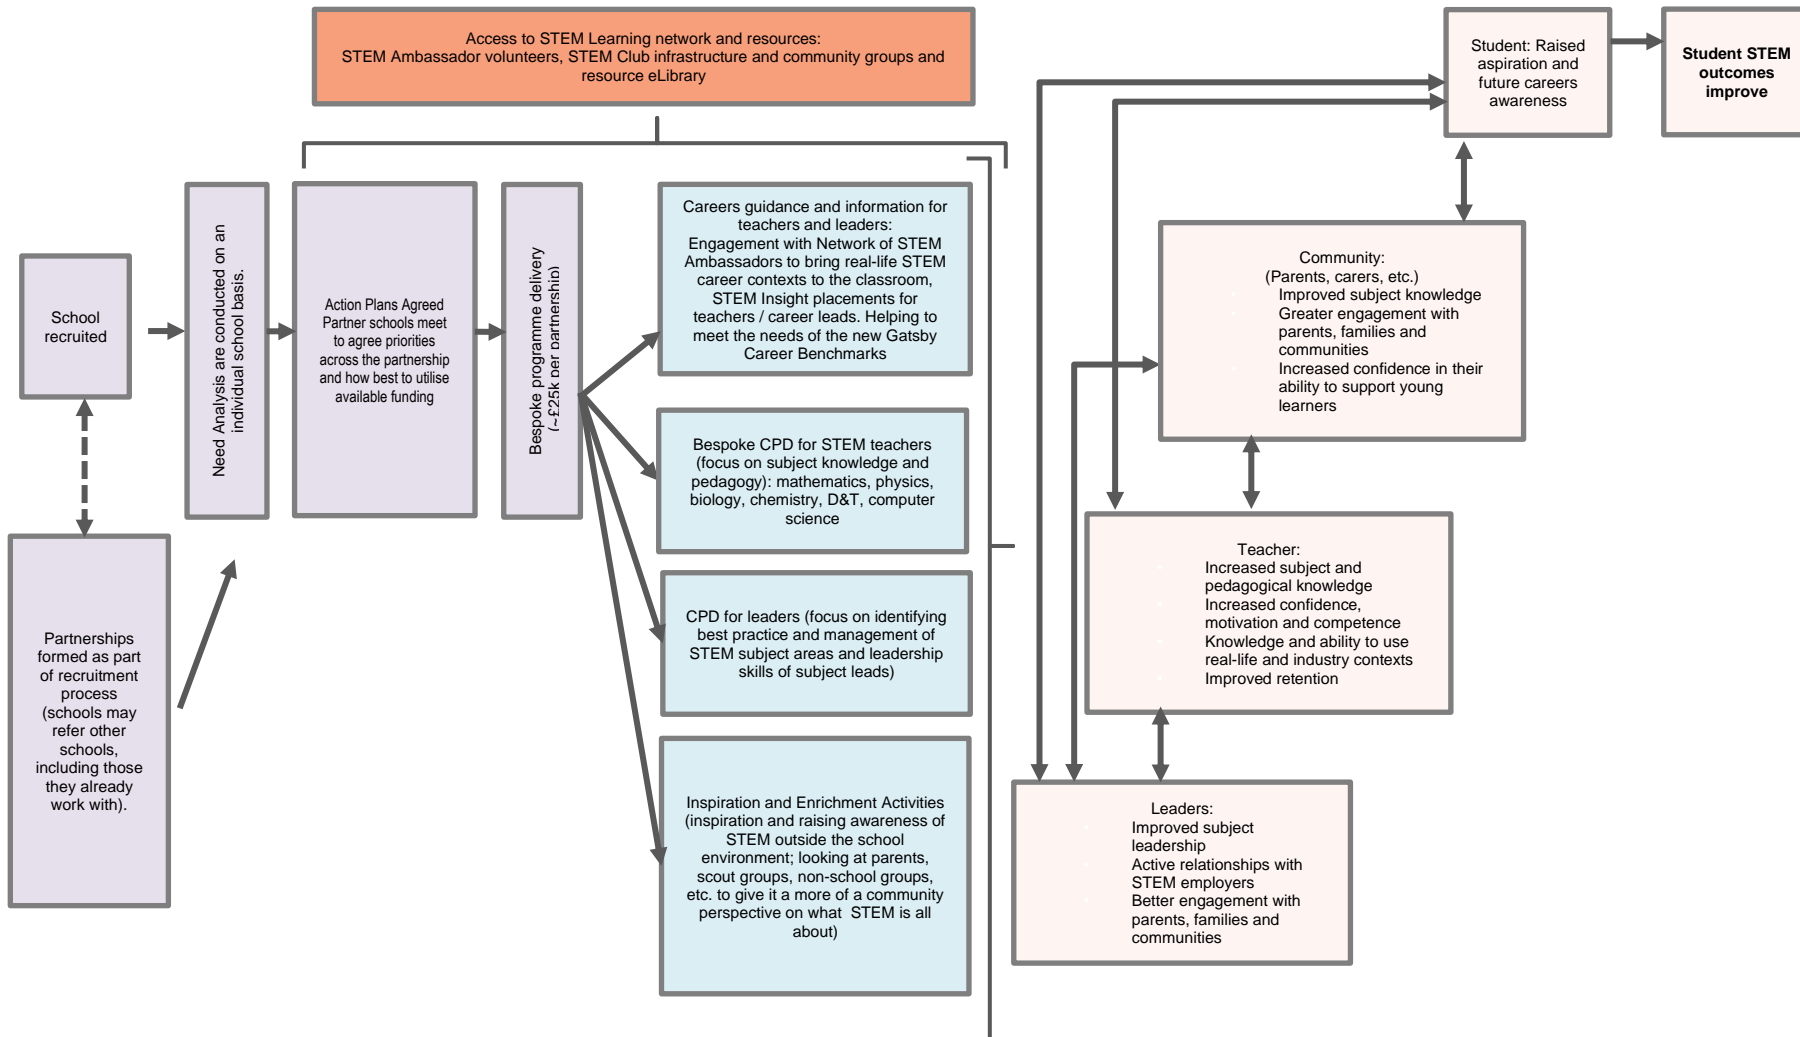 Access to STEM Learning network and resources:
STEM Ambassador volunteers, STEM Club infrastructure and community groups and
resource eLibrary
School
recruited
Partnerships
formed as part
of recruitment
process
(schools may
refer other
schools,
including those
they already
work with).
Need Analysis are conducted on an
individual school basis.
Action Plans Agreed
Partner schools meet
to agree priorities
across the partnership
and how best to utilise
available funding
Bespoke programme delivery
(~£25k per partnership)
Careers guidance and information for
teachers and leaders:
Engagement with Network of STEM
Ambassadors to bring real-life STEM
career contexts to the classroom,
STEM Insight placements for
teachers / career leads. Helping to
meet the needs of the new Gatsby
Career Benchmarks
Bespoke CPD for STEM teachers
(focus on subject knowledge and
pedagogy): mathematics, physics,
biology, chemistry, D&T, computer
science
CPD for leaders (focus on identifying
best practice and management of
STEM subject areas and leadership
skills of subject leads)
Inspiration and Enrichment Activities
(inspiration and raising awareness of
STEM outside the school
environment; looking at parents,
scout groups, non-school groups,
etc. to give it a more of a community
perspective on what STEM is all
about)
Student: Raised
aspiration and
future careers
awareness
Student STEM
outcomes
improve
Community:
(Parents, carers, etc.)
Improved subject knowledge
Greater engagement with
parents, families and
communities
Increased confidence in their
ability to support young
learners
Teacher:
Increased subject and
pedagogical knowledge
Increased confidence,
motivation and competence
Knowledge and ability to use
real-life and industry contexts
Improved retention
Leaders:
Improved subject
leadership
Active relationships with
STEM employers
Better engagement with
parents, families and
communities